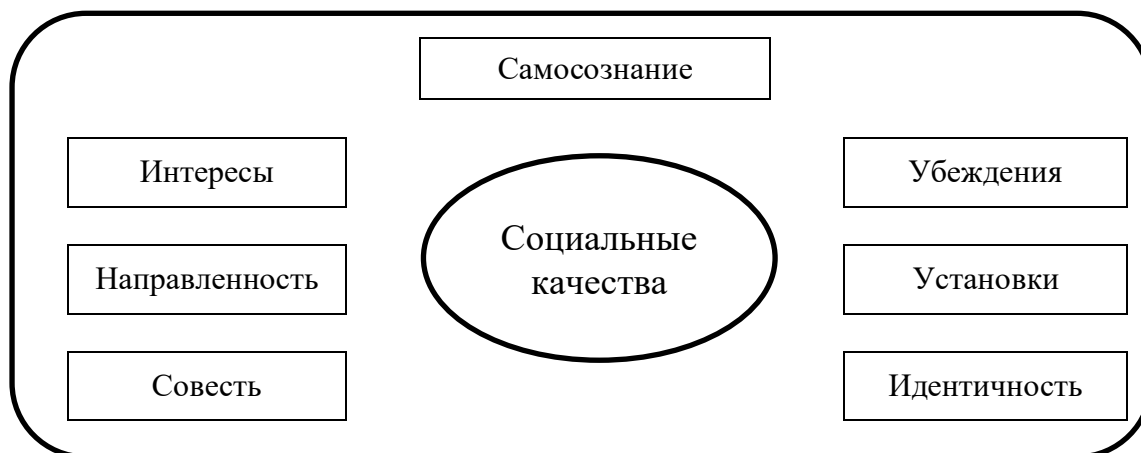 Самосознание
Интересы
Убеждения
Социальные
качества
Направленность
Установки
Совесть
Идентичность